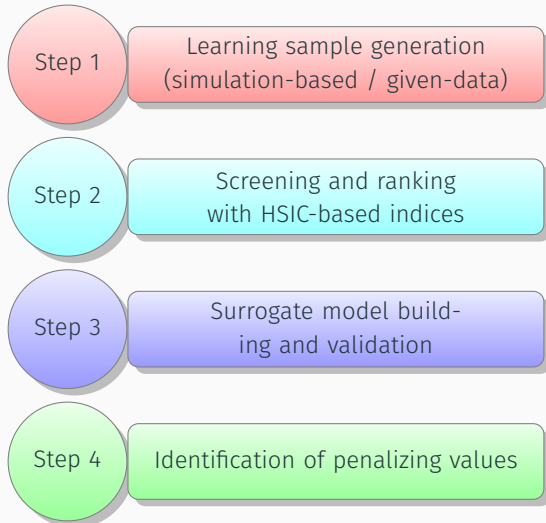 Step 1
Learning sample generation
(simulation-based / given-data)
Step 2
Screening and ranking
with HSIC-based indices
Step 3
Surrogate model build-
ing and validation
Step 4
Identification of penalizing values